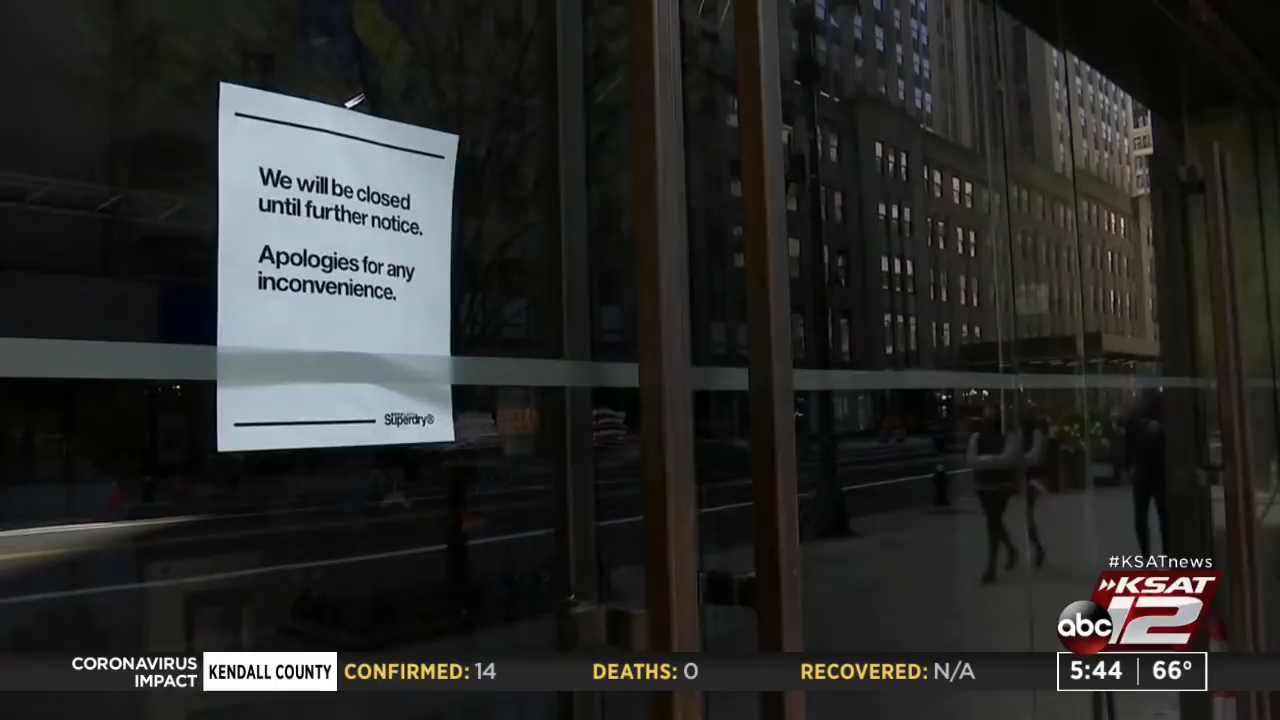 We will be closed
until further notice.
Apologies for any
inconvenience.
Superdry®
#KSATnews
KSAT
abc 12
CORONAVIRUS
IMPACT
KENDALL COUNTY
CONFIRMED: 14
DEATHS: 0
RECOVERED: N/A
5:44
66°